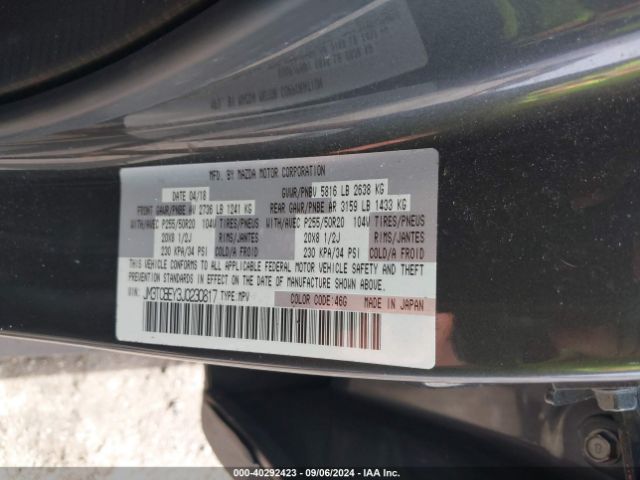 MFD. BY MAZDA MOTOR CORPORATION
DATE 04/18 GVWR/PNBV 5816 LB 2638 KG
FRONT GAWR/PNBE AV 2736 LB 1241 KG REAR GAWR/PNBE AR 3159 LB 1433 KG
WITH/AVEC P255/50R20 104V TIRES/PNEUS WITH/AVEC P255/50R20 104V TIRES/PNEUS
20X8 1/2J RIMS/JANTES 20X8 1/2J RIMS/JANTES
230 KPA/34 PSI COLD/A FROID 230 KPA/34 PSI COLD/A FROID
THIS VEHICLE CONFORMS TO ALL APPLICABLE FEDERAL MOTOR VEHICLE SAFETY AND THEFT
PREVENTION STANDARDS IN EFFECT ON THE DATE OF MANUFACTURE SHOWN ABOVE.
VIN: JM3TCBEY3J0230817 TYPE:MPV COLOR CODE:46G MADE IN JAPAN
000-40292423 - 09/06/2024 - IAA Inc.